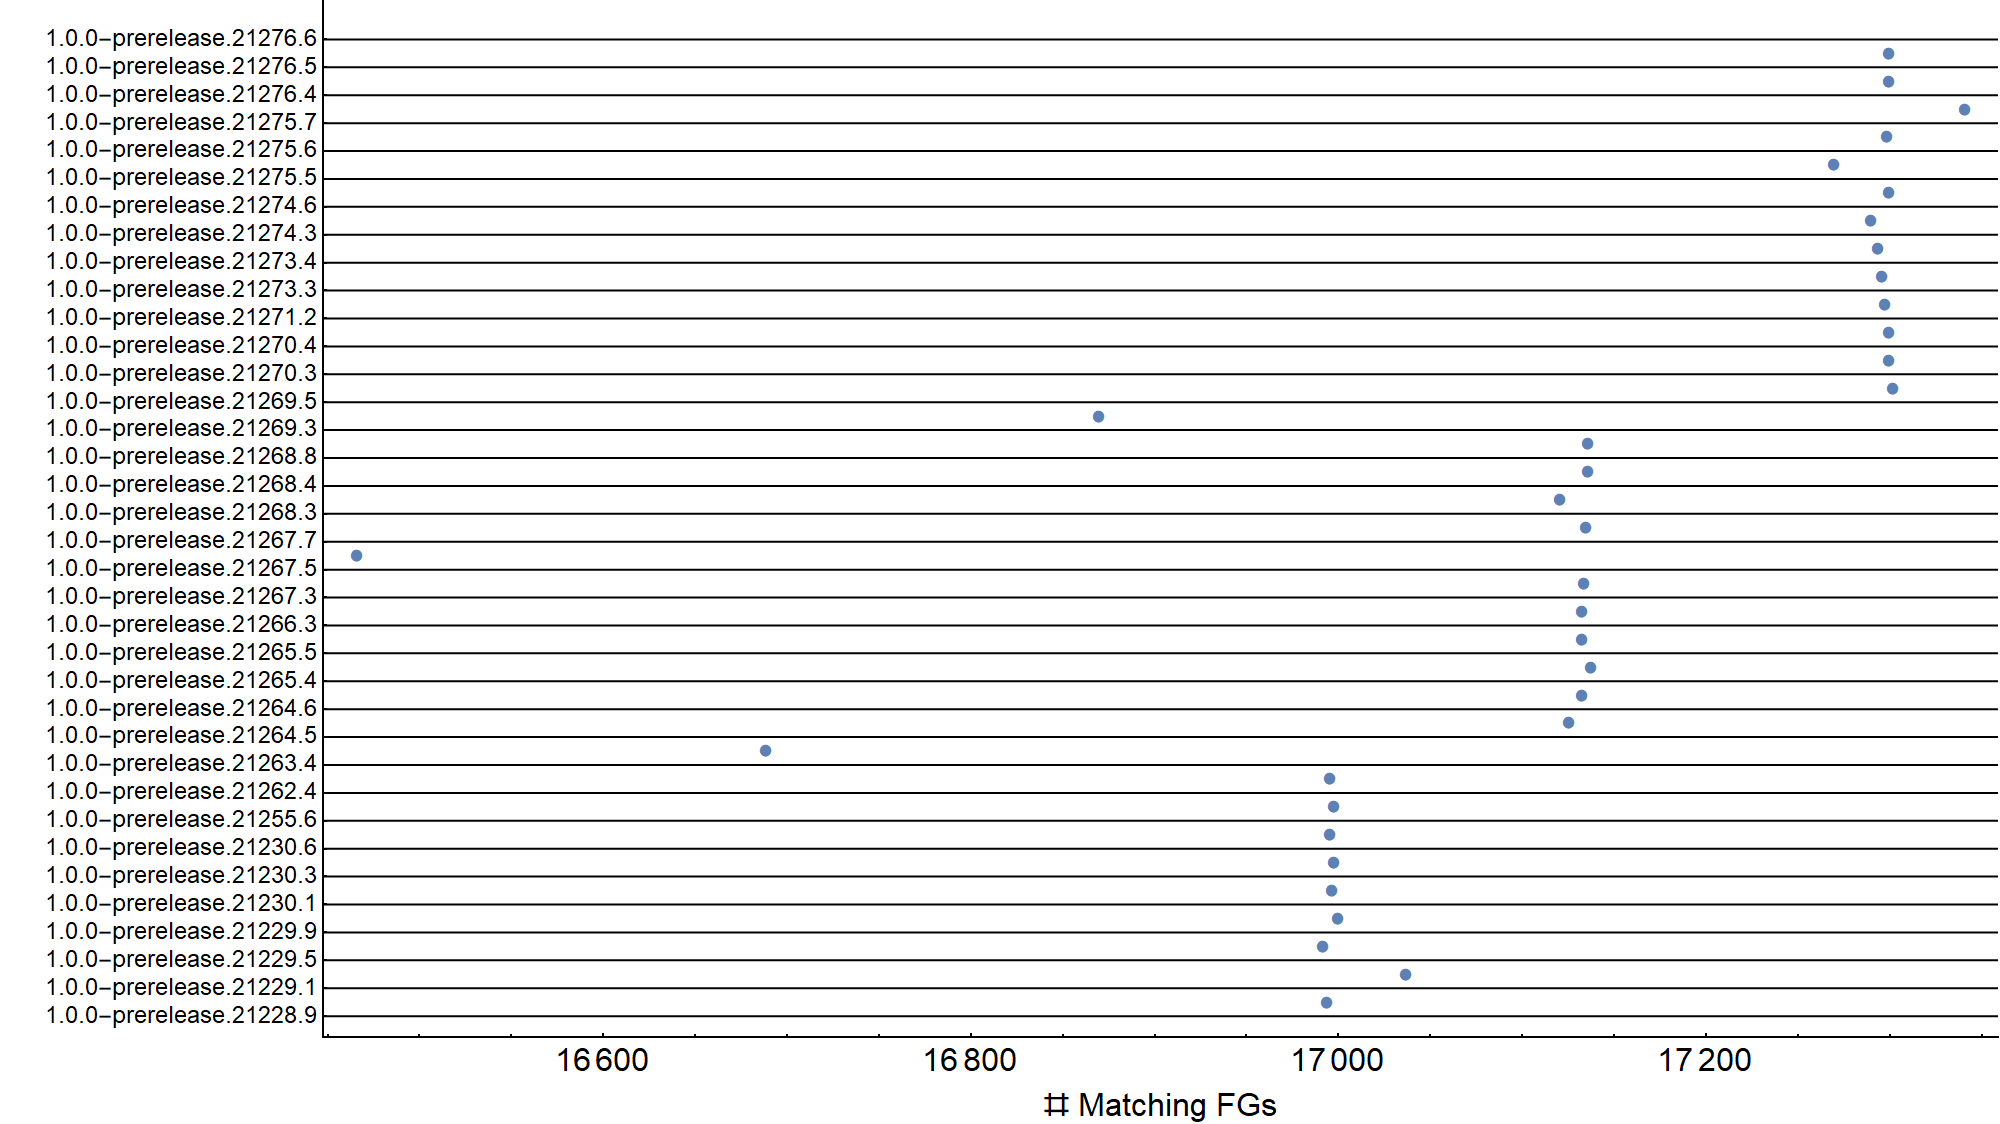 1.0.0–prerelease.21276.6
1.0.0–prerelease.21276.5
1.0.0–prerelease.21276.4
1.0.0–prerelease.21275.7
1.0.0–prerelease.21275.6
1.0.0–prerelease.21275.5
1.0.0–prerelease.21274.6
1.0.0–prerelease.21274.3
1.0.0–prerelease.21273.4
1.0.0–prerelease.21273.3
1.0.0–prerelease.21271.2
1.0.0–prerelease.21270.4
1.0.0–prerelease.21270.3
1.0.0–prerelease.21269.5
1.0.0–prerelease.21269.3
1.0.0–prerelease.21268.8
1.0.0–prerelease.21268.4
1.0.0–prerelease.21268.3
1.0.0–prerelease.21267.7
1.0.0–prerelease.21267.5
1.0.0–prerelease.21267.3
1.0.0–prerelease.21266.3
1.0.0–prerelease.21265.5
1.0.0–prerelease.21265.4
1.0.0–prerelease.21264.6
1.0.0–prerelease.21264.5
1.0.0–prerelease.21263.4
1.0.0–prerelease.21262.4
1.0.0–prerelease.21255.6
1.0.0–prerelease.21230.6
1.0.0–prerelease.21230.3
1.0.0–prerelease.21230.1
1.0.0–prerelease.21229.9
1.0.0–prerelease.21229.5
1.0.0–prerelease.21229.1
1.0.0–prerelease.21228.9
16 600 16 800 17 000 17 200
# Matching FGs